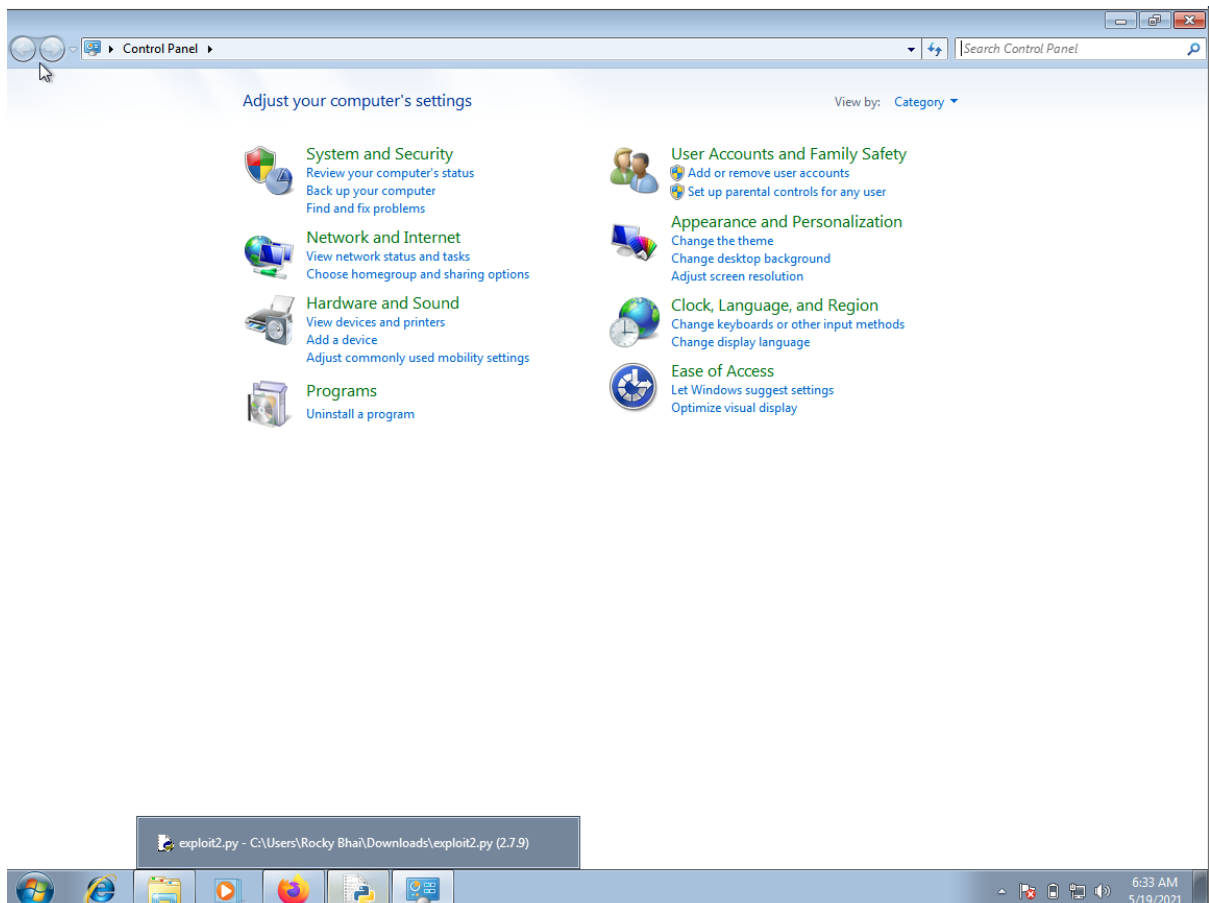 Control Panel
Search Control Panel
Adjust your computer's settings
View by: Category
System and Security
Review your computer's status
Back up your computer
Find and fix problems
Network and Internet
View network status and tasks
Choose homegroup and sharing options
Hardware and Sound
View devices and printers
Add a device
Adjust commonly used mobility settings
Programs
Uninstall a program
User Accounts and Family Safety
Add or remove user accounts
Set up parental controls for any user
Appearance and Personalization
Change the theme
Change desktop background
Adjust screen resolution
Clock, Language, and Region
Change keyboards or other input methods
Change display language
Ease of Access
Let Windows suggest settings
Optimize visual display
exploit2.py - C:\Users\Rocky Bhai\Downloads\exploit2.py (2.7.9)
6:33 AM
5/19/2021